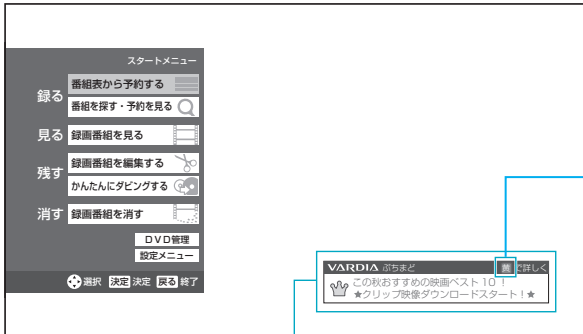 スタートメニュー
録る
番組表から予約する
番組を探す・予約を見る
見る 録画番組を見る
残す
録画番組を編集する
かんたんにダビングする
消す 録画番組を消す
DVD管理
設定メニュー
選択 決定 決定 戻る 終了
VARDIA ぷちまど 黄 で詳しく
この秋おすすめの映画ベスト10！
★クリップ映像ダウンロードスタート！★